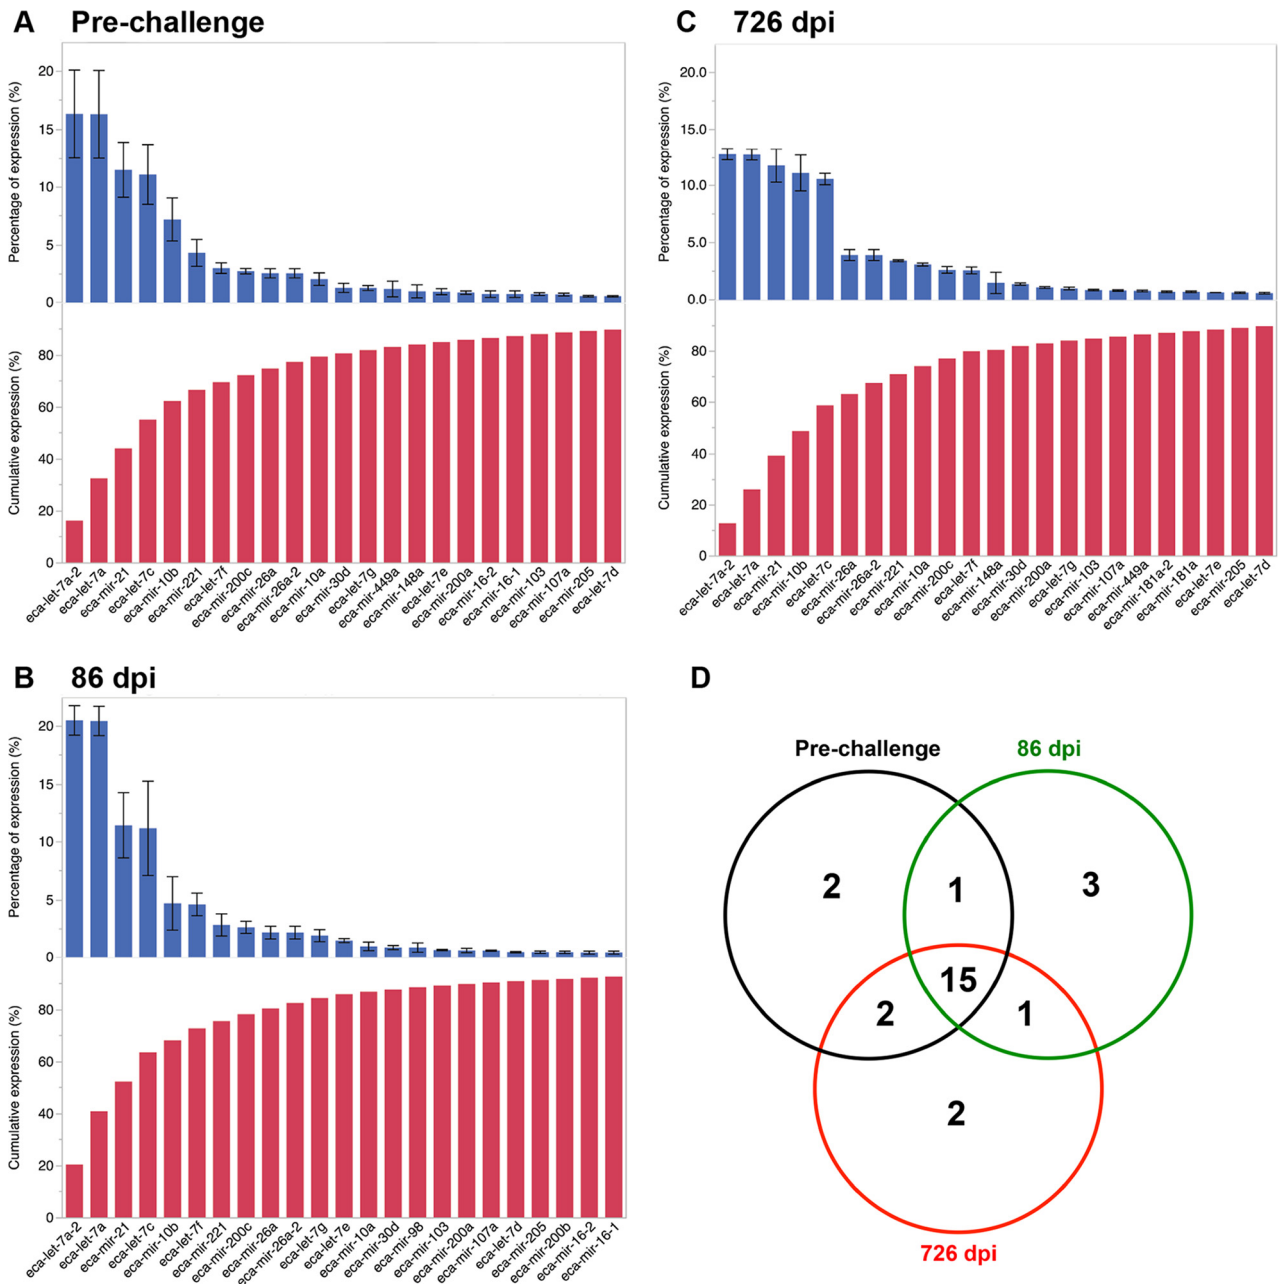 A Pre-challenge
Percentage of expression (%)
20
15
10
5
0
Cumulative expression (%)
80
60
40
20
0
eca-let-7a-2
eca-let-7a
eca-mir-21
eca-let-7c
eca-mir-10b
eca-mir-221
eca-let-7f
eca-mir-200c
eca-mir-26a
eca-mir-26a-2
eca-mir-10a
eca-mir-30d
eca-let-7g
eca-mir-449a
eca-mir-148a
eca-let-7e
eca-mir-200a
eca-mir-16-2
eca-mir-16-1
eca-mir-103
eca-mir-107a
eca-mir-205
eca-let-7d
C 726 dpi
Percentage of expression (%)
20.0
15.0
10.0
5.0
0.0
Cumulative expression (%)
80
60
40
20
0
eca-let-7a-2
eca-let-7a
eca-mir-21
eca-mir-10b
eca-let-7c
eca-mir-26a
eca-mir-26a-2
eca-mir-221
eca-mir-10a
eca-mir-200c
eca-let-7f
eca-mir-148a
eca-mir-30d
eca-mir-200a
eca-let-7g
eca-mir-103
eca-mir-107a
eca-mir-449a
eca-mir-181a-2
eca-mir-181a
eca-let-7e
eca-mir-205
eca-let-7d
B 86 dpi
Percentage of expression (%)
20
15
10
5
0
Cumulative expression (%)
80
60
40
20
0
eca-let-7a-2
eca-let-7a
eca-mir-21
eca-let-7c
eca-mir-10b
eca-let-7f
eca-mir-221
eca-mir-200c
eca-mir-26a
eca-mir-26a-2
eca-let-7g
eca-let-7e
eca-mir-10a
eca-mir-30d
eca-mir-98
eca-mir-103
eca-mir-200a
eca-mir-107a
eca-let-7d
eca-mir-205
eca-mir-200b
eca-mir-16-2
eca-mir-16-1
D
Pre-challenge
86 dpi
2
1
3
15
2
1
2
726 dpi